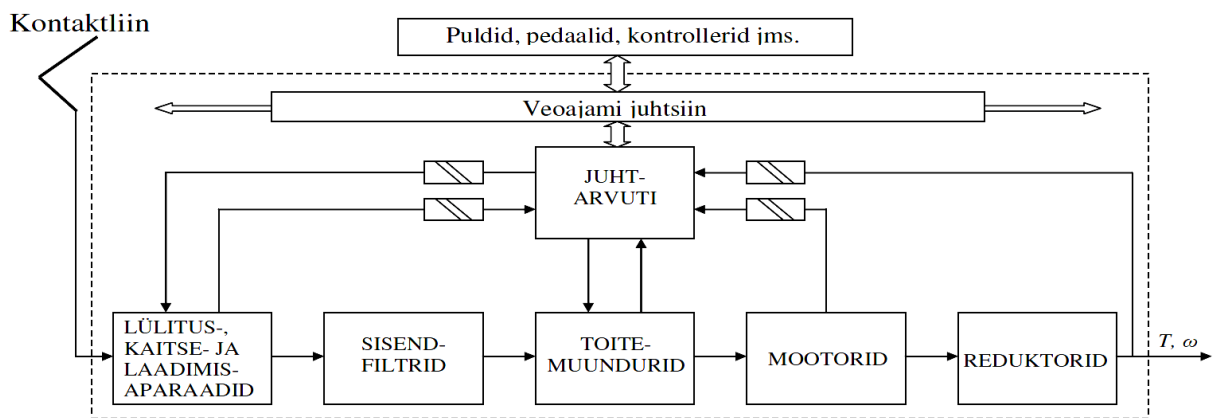 Kontaktliin
Puldid, pedaalid, kontrollerid jms.
Veoajami juhtsiin
JUHT-
ARVUTI
LÜLITUS-,
KAITSE- JA
LAADIMIS-
APARAADID
SISEND-
FILTRID
TOITE-
MUUNDURID
MOOTORID
REDUKTORID
T, ω